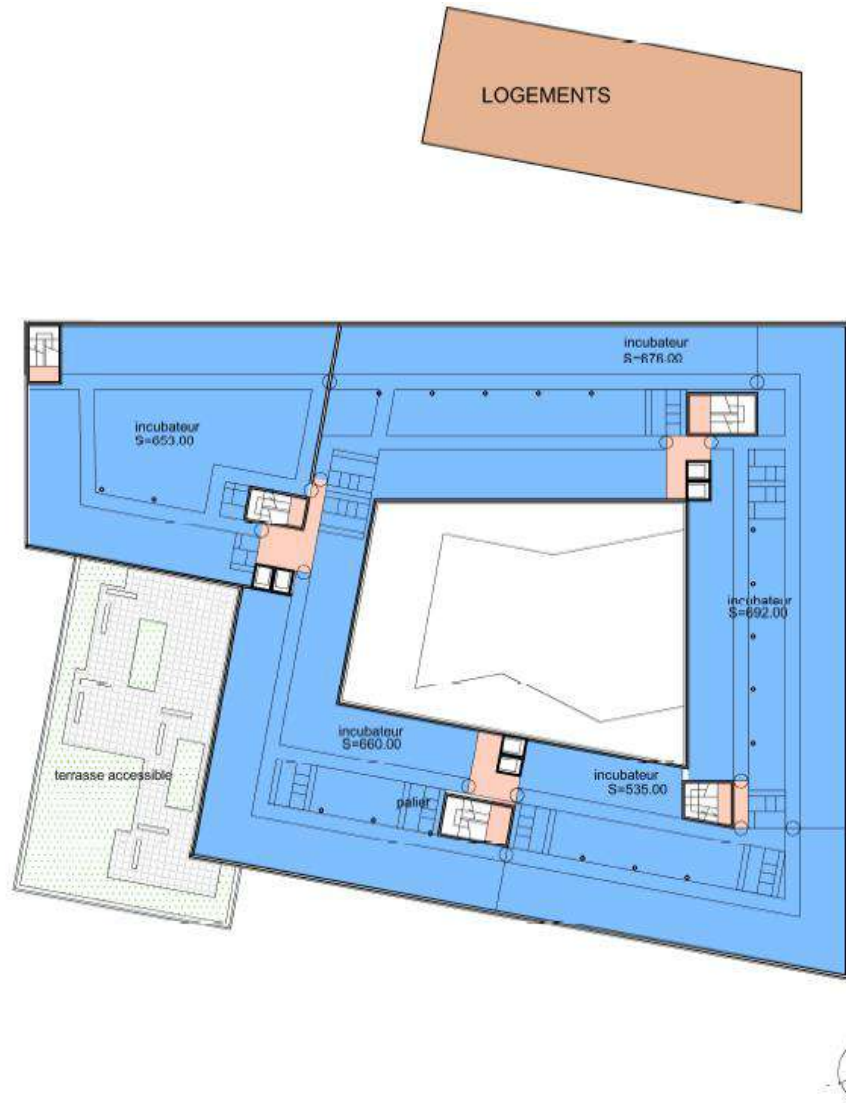 LOGEMENTS
incubateur
S=676.00
incubateur
S=653.00
incubateur
S=692.00
incubateur
S=660.00
terrasse accessible
incubateur
S=535.00
palier